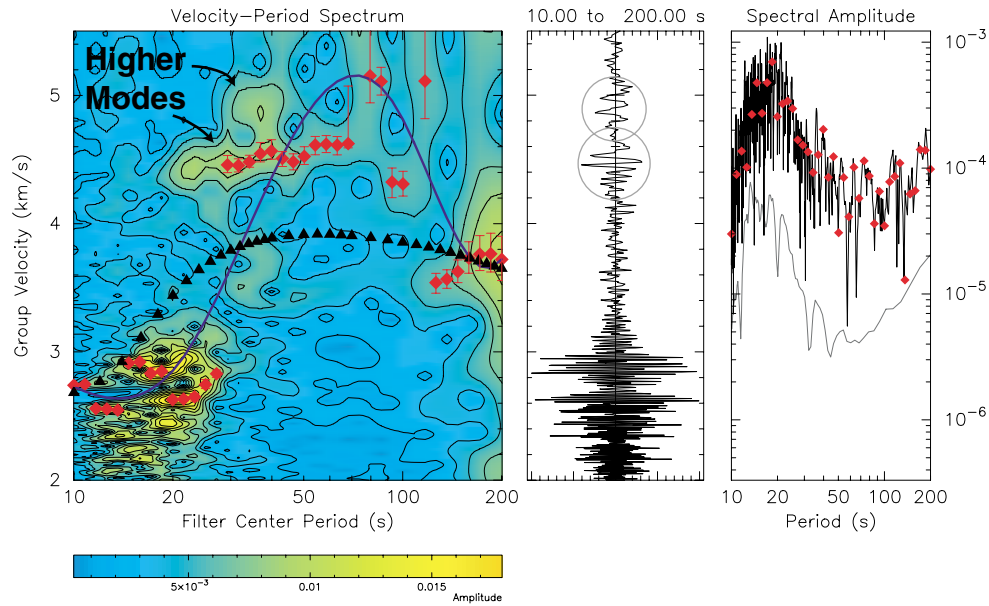 Velocity-Period Spectrum
10.00 to 200.00 s
Spectral Amplitude
Higher
Modes
Group Velocity (km/s)
5
4
3
2
10 20 50 100 200
Filter Center Period (s)
10 20 50 100 200
Period (s)
10⁻³
10⁻⁴
10⁻⁵
10⁻⁶
5×10⁻³ 0.01 0.015
Amplitude